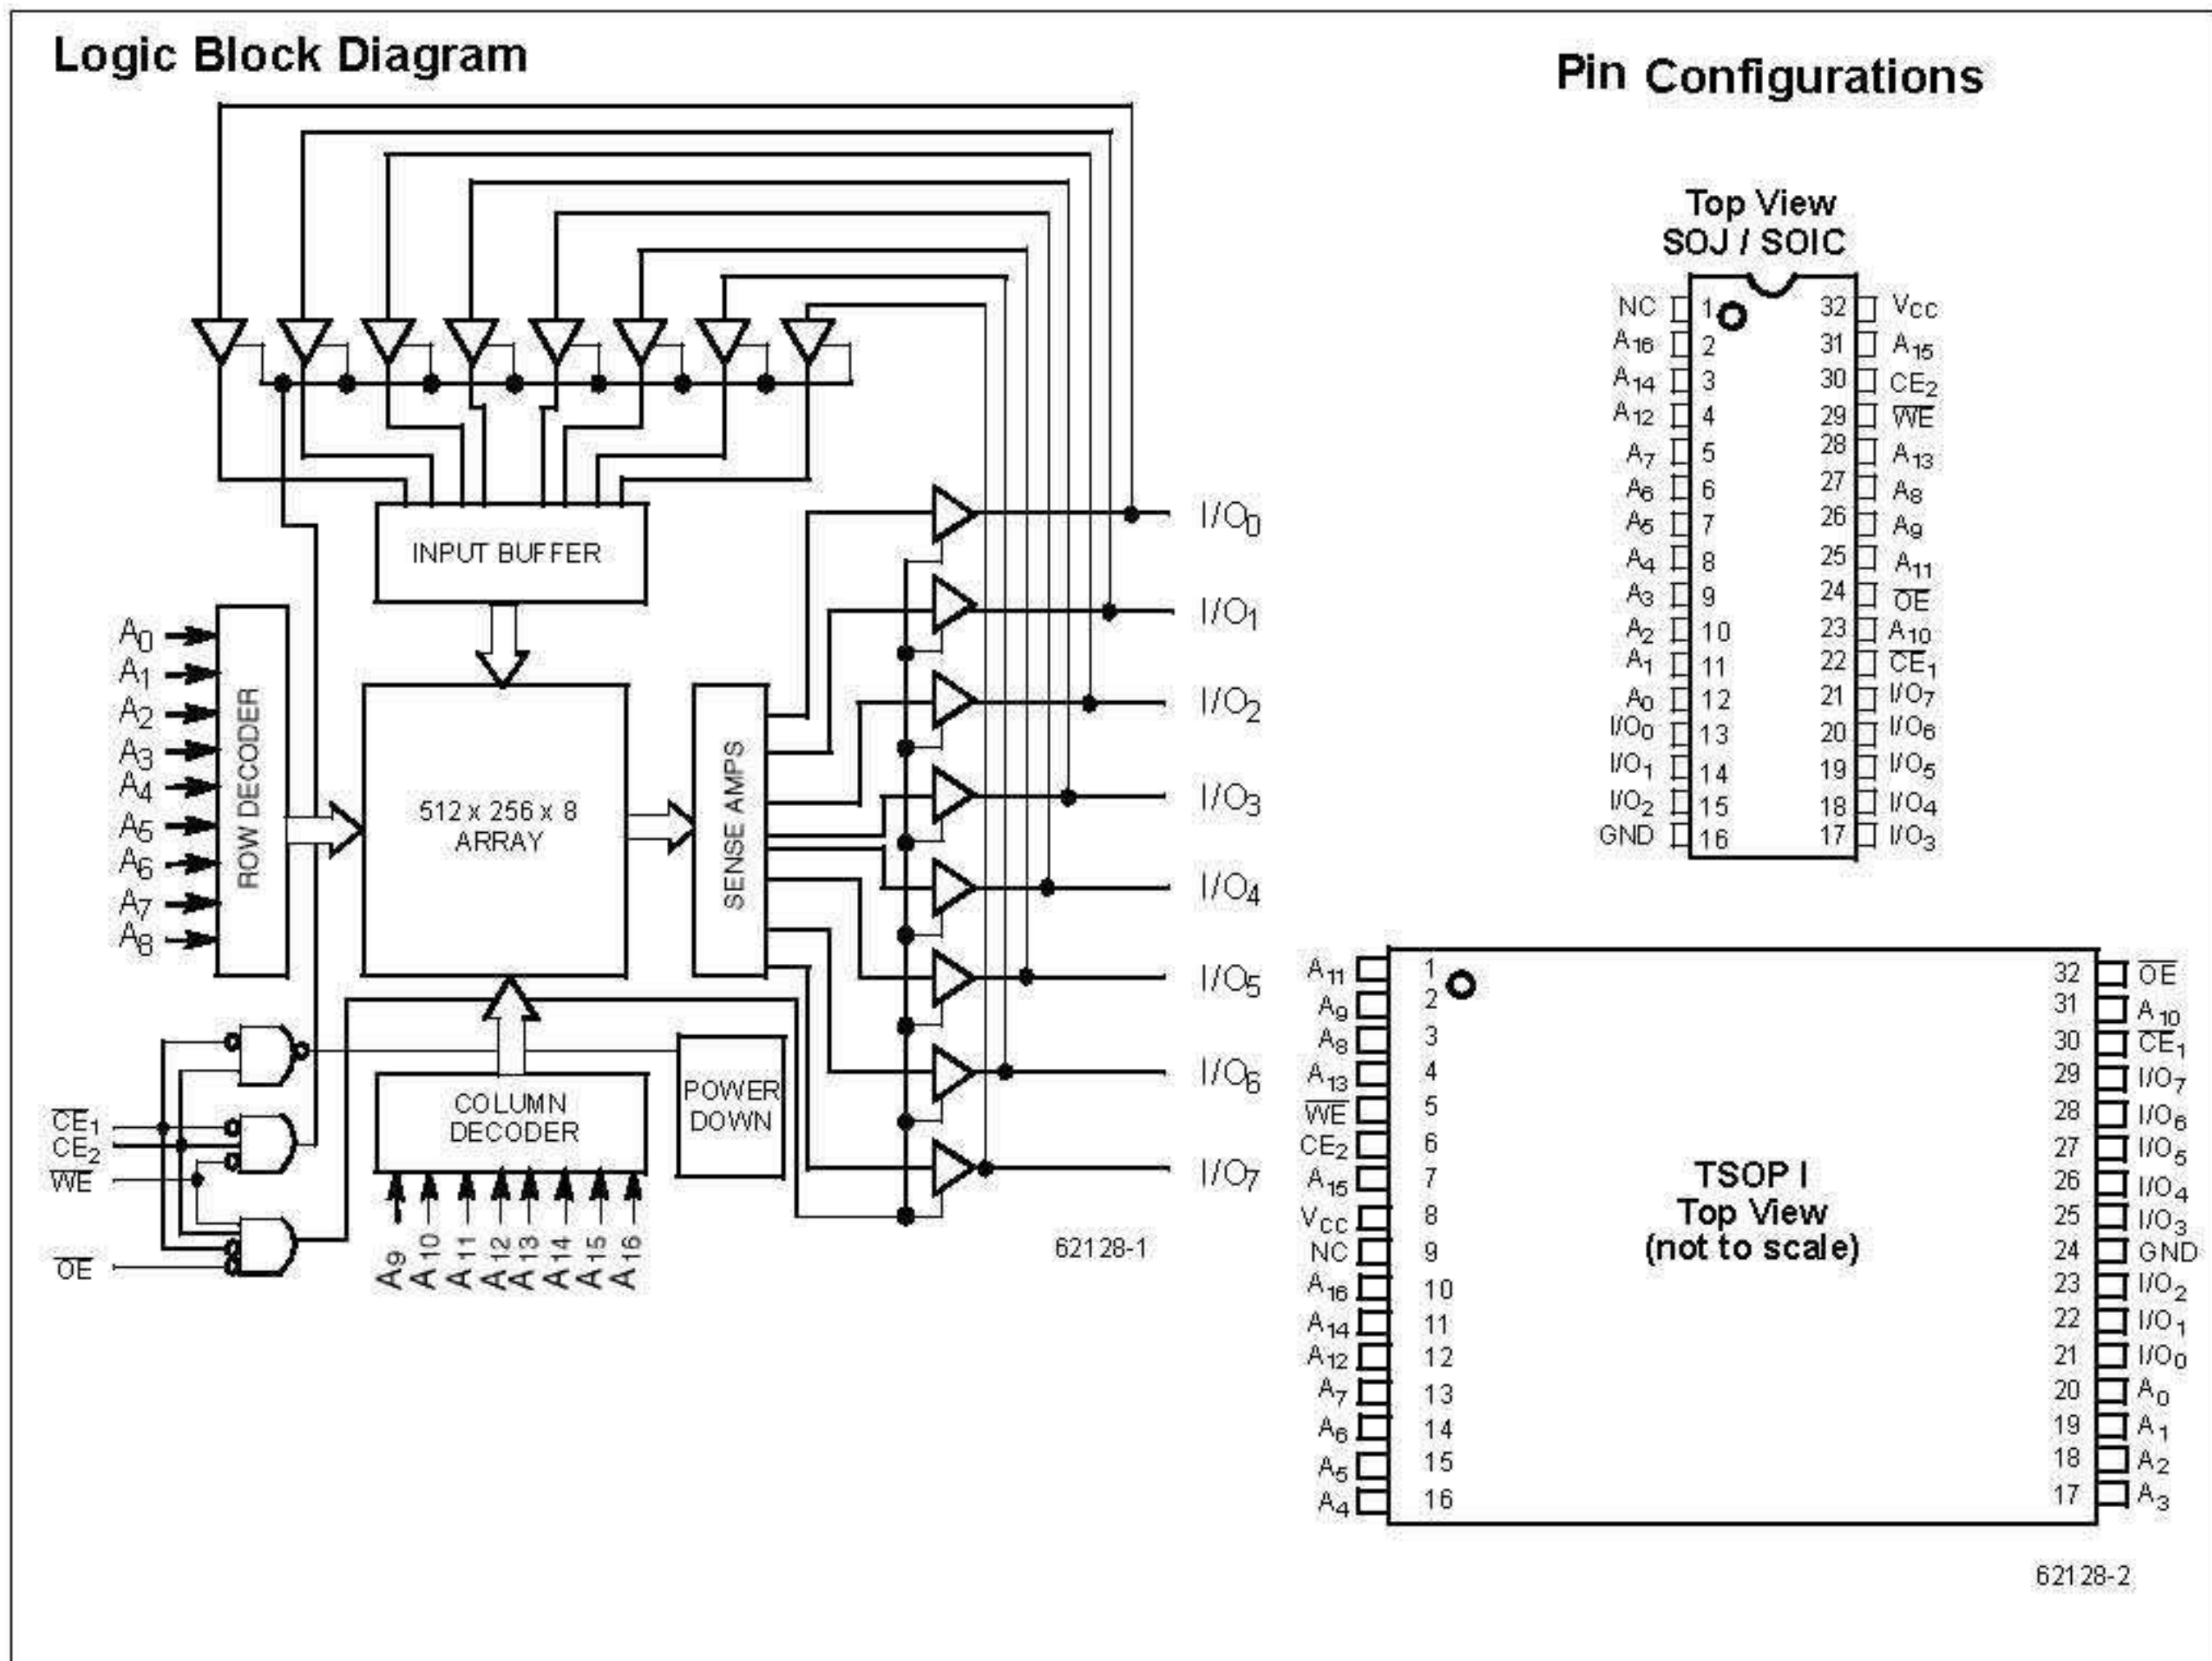 Logic Block Diagram
INPUT BUFFER
A0
A1
A2
A3
A4
A5
A6
A7
A8
ROW DECODER
512 x 256 x 8
ARRAY
SENSE AMPS
I/O0
I/O1
I/O2
I/O3
I/O4
I/O5
I/O6
I/O7
CE1
CE2
WE
OE
COLUMN
DECODER
POWER
DOWN
A9
A10
A11
A12
A13
A14
A15
A16
62128-1
Pin Configurations
Top View
SOJ / SOIC
NC 1 32 VCC
A16 2 31 A15
A14 3 30 CE2
A12 4 29 WE
A7 5 28 A13
A6 6 27 A8
A5 7 26 A9
A4 8 25 A11
A3 9 24 OE
A2 10 23 A10
A1 11 22 CE1
A0 12 21 I/O7
I/O0 13 20 I/O6
I/O1 14 19 I/O5
I/O2 15 18 I/O4
GND 16 17 I/O3
A11 1 32 OE
A9 2 31 A10
A8 3 30 CE1
A13 4 29 I/O7
WE 5 28 I/O6
CE2 6 27 I/O5
A15 7 26 I/O4
VCC 8 25 I/O3
NC 9 24 GND
A16 10 23 I/O2
A14 11 22 I/O1
A12 12 21 I/O0
A7 13 20 A0
A6 14 19 A1
A5 15 18 A2
A4 16 17 A3
TSOP I
Top View
(not to scale)
62128-2